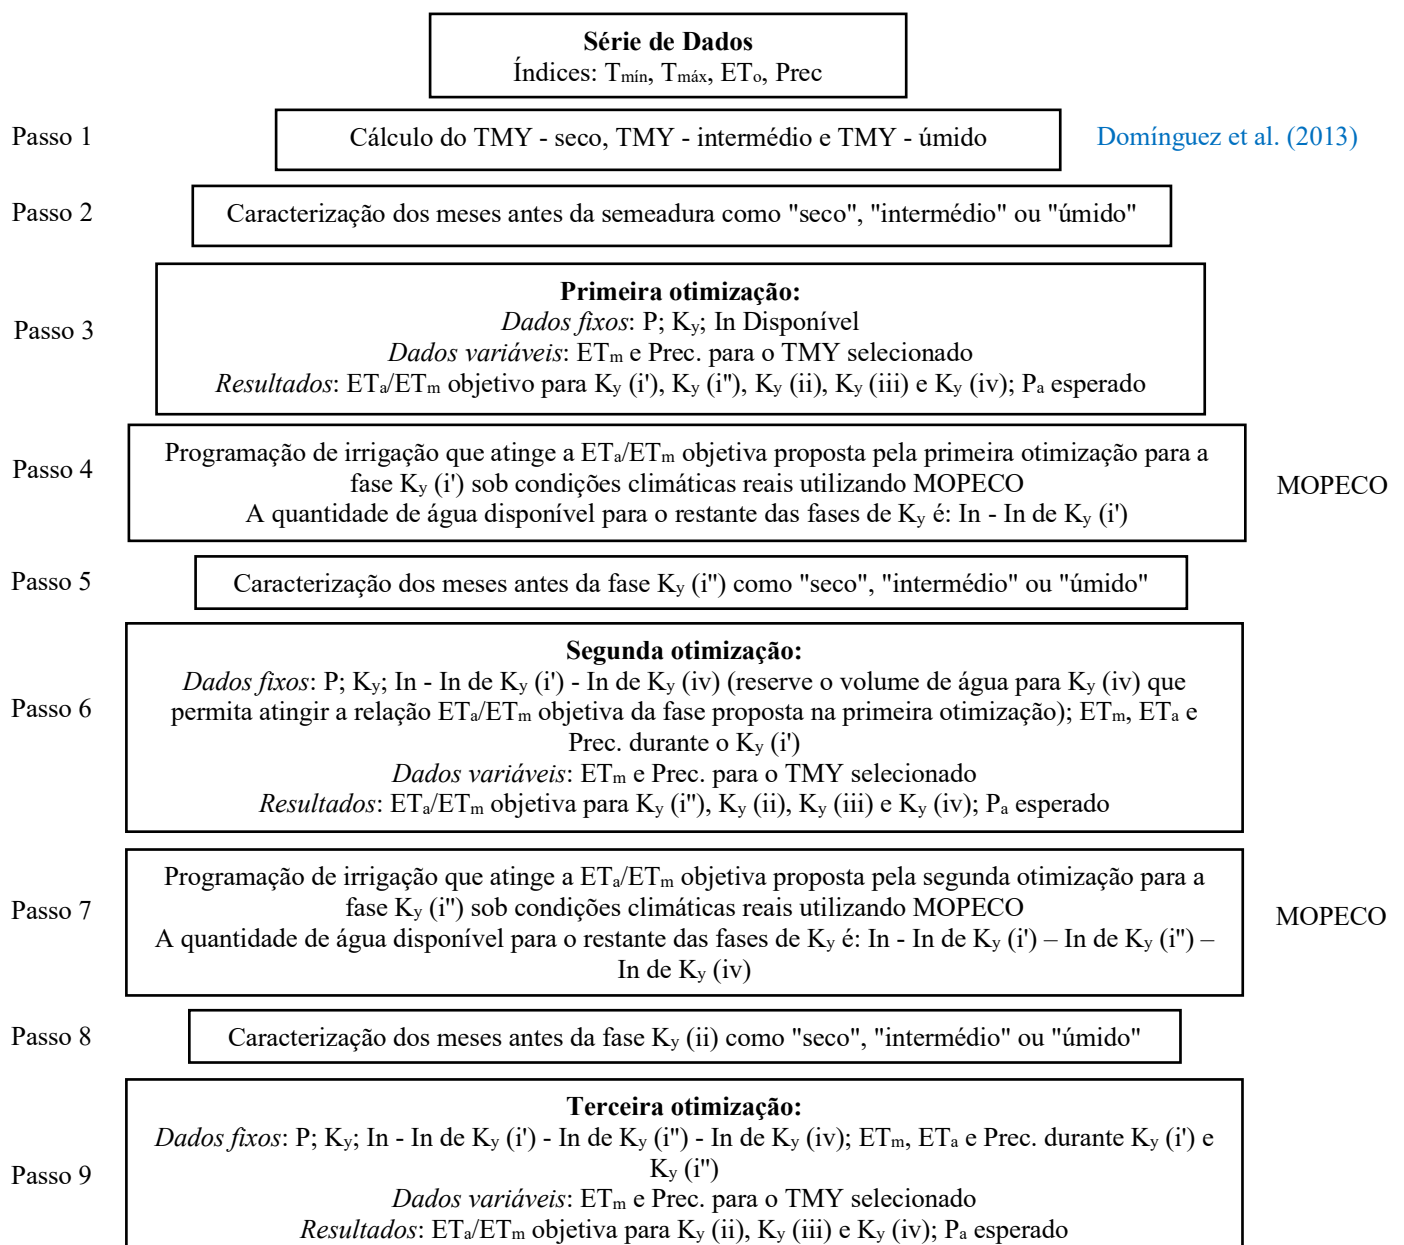 Série de Dados
Índices: Tmín, Tmáx, ETo, Prec
Passo 1
Cálculo do TMY - seco, TMY - intermédio e TMY - úmido
Domínguez et al. (2013)
Passo 2
Caracterização dos meses antes da semeadura como "seco", "intermédio" ou "úmido"
Passo 3
Primeira otimização:
Dados fixos: P; Ky; In Disponível
Dados variáveis: ETm e Prec. para o TMY selecionado
Resultados: ETa/ETm objetivo para Ky (i'), Ky (i''), Ky (ii), Ky (iii) e Ky (iv); Pa esperado
Passo 4
Programação de irrigação que atinge a ETa/ETm objetiva proposta pela primeira otimização para a
fase Ky (i') sob condições climáticas reais utilizando MOPECO
A quantidade de água disponível para o restante das fases de Ky é: In - In de Ky (i')
MOPECO
Passo 5
Caracterização dos meses antes da fase Ky (i'') como "seco", "intermédio" ou "úmido"
Passo 6
Segunda otimização:
Dados fixos: P; Ky; In - In de Ky (i') - In de Ky (iv) (reserve o volume de água para Ky (iv) que
permita atingir a relação ETa/ETm objetiva da fase proposta na primeira otimização); ETm, ETa e
Prec. durante o Ky (i')
Dados variáveis: ETm e Prec. para o TMY selecionado
Resultados: ETa/ETm objetiva para Ky (i''), Ky (ii), Ky (iii) e Ky (iv); Pa esperado
Passo 7
Programação de irrigação que atinge a ETa/ETm objetiva proposta pela segunda otimização para a
fase Ky (i'') sob condições climáticas reais utilizando MOPECO
A quantidade de água disponível para o restante das fases de Ky é: In - In de Ky (i') – In de Ky (i'') –
In de Ky (iv)
MOPECO
Passo 8
Caracterização dos meses antes da fase Ky (ii) como "seco", "intermédio" ou "úmido"
Passo 9
Terceira otimização:
Dados fixos: P; Ky; In - In de Ky (i') - In de Ky (i'') - In de Ky (iv); ETm, ETa e Prec. durante Ky (i') e
Ky (i'')
Dados variáveis: ETm e Prec. para o TMY selecionado
Resultados: ETa/ETm objetiva para Ky (ii), Ky (iii) e Ky (iv); Pa esperado